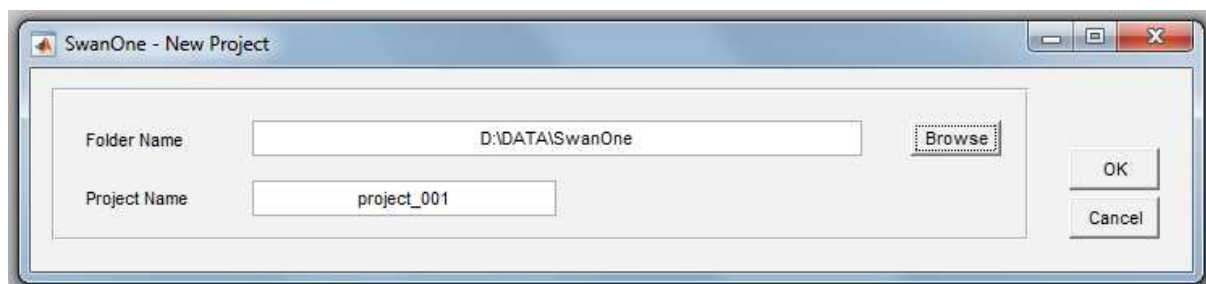 SwanOne - New Project
Folder Name D:\DATA\SwanOne Browse
Project Name project_001
OK
Cancel